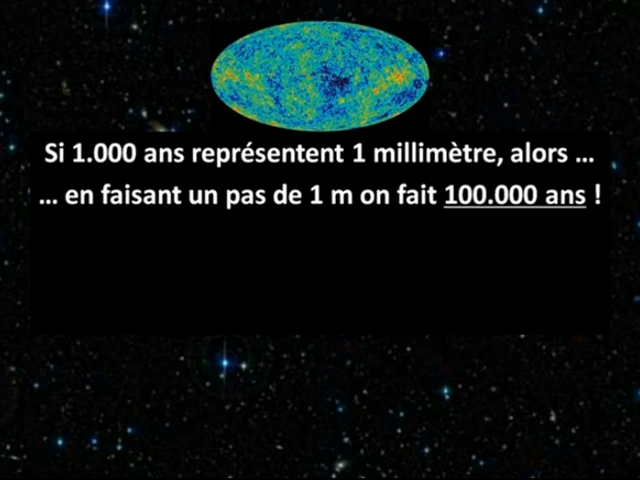 Si 1.000 ans représentent 1 millimètre, alors ...
... en faisant un pas de 1 m on fait 100.000 ans !